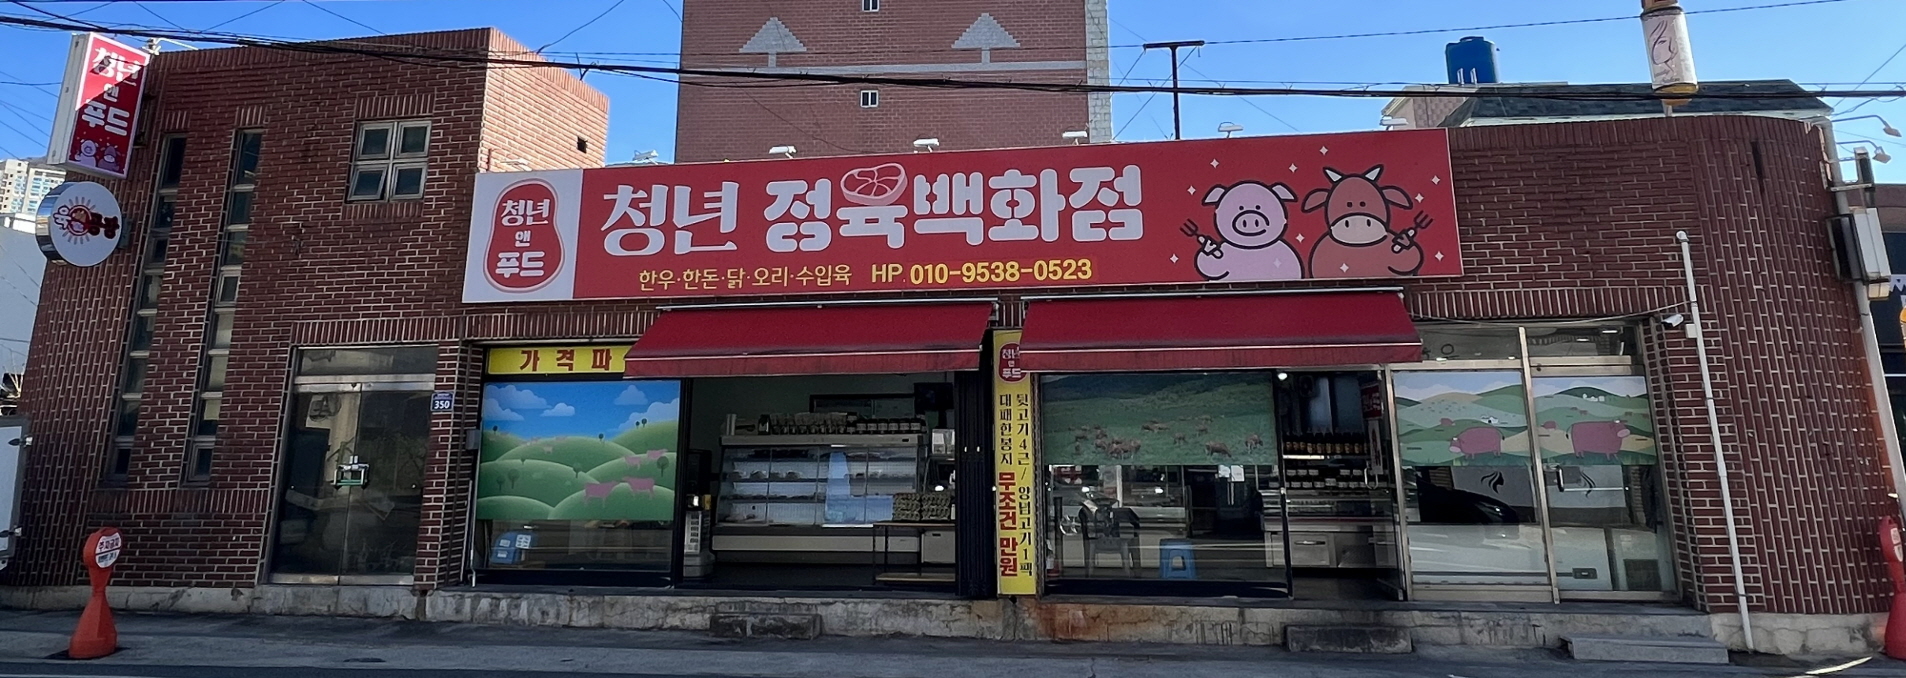 청년
앤
푸드
청년
앤
푸드
청년 정육백화점
한우·한돈·닭·오리·수입육 HP. 010-9538-0523
가격파
350
청년
앤
푸드
뒷고기4근/양념고기1팩
대패한봉지 무조건 만원